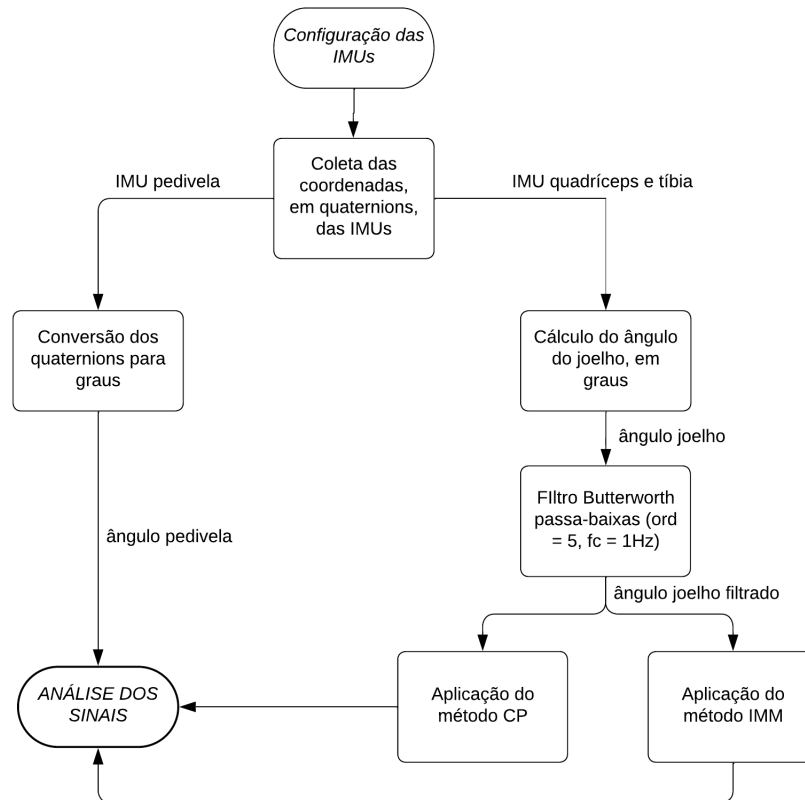 Configuração das
IMUs
Coleta das
coordenadas,
em quaternions,
das IMUs
IMU pedivela
IMU quadríceps e tíbia
Conversão dos
quaternions para
graus
Cálculo do ângulo
do joelho, em
graus
ângulo joelho
FIltro Butterworth
passa-baixas (ord
= 5, fc = 1Hz)
ângulo pedivela
ângulo joelho filtrado
ANÁLISE DOS
SINAIS
Aplicação do
método CP
Aplicação do
método IMM